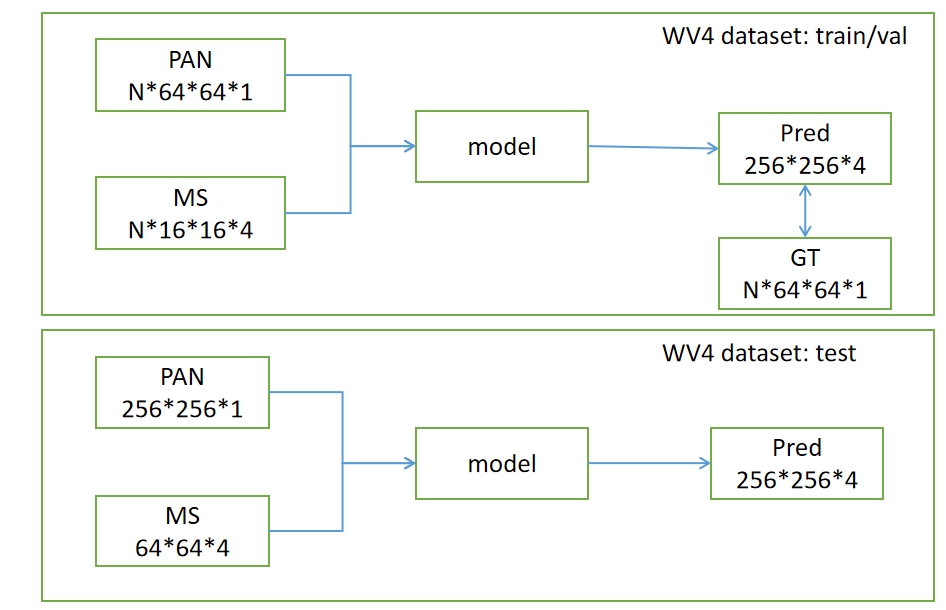 WV4 dataset: train/val
PAN
N*64*64*1
MS
N*16*16*4
model
Pred
256*256*4
GT
N*64*64*1
WV4 dataset: test
PAN
256*256*1
MS
64*64*4
model
Pred
256*256*4